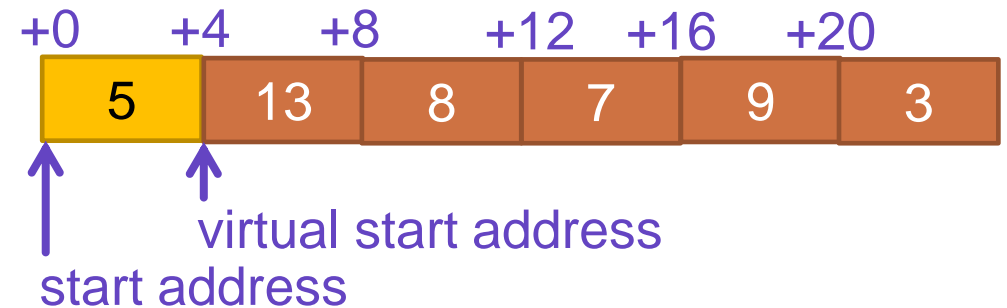 +0 +4 +8 +12 +16 +20
5 13 8 7 9 3
virtual start address
start address